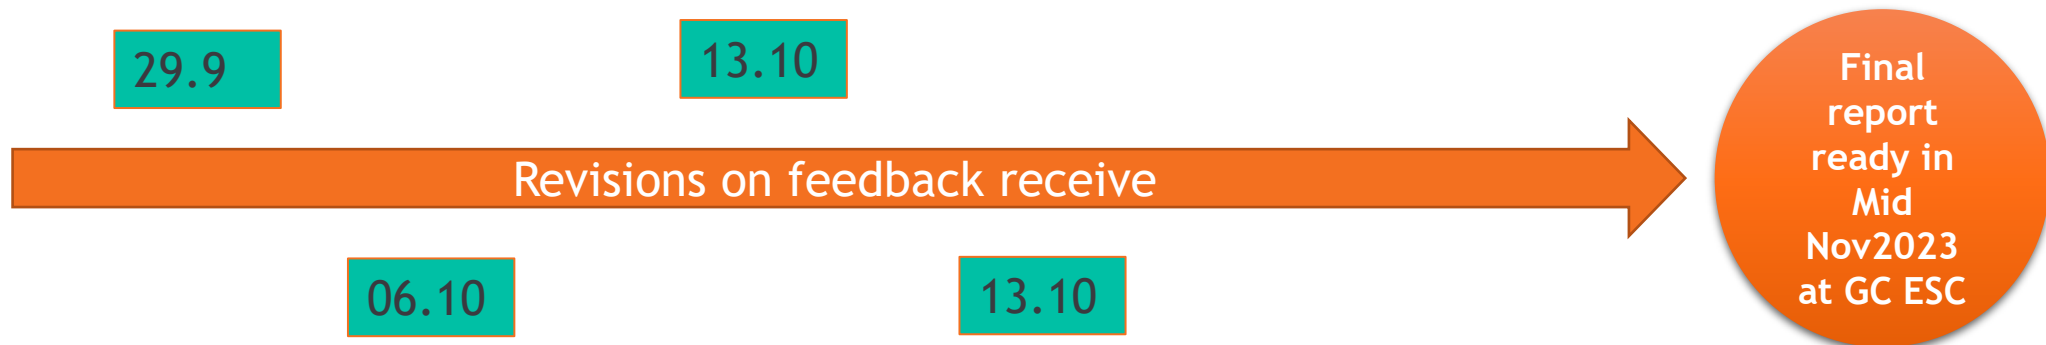 29.9
13.10
Revisions on feedback receive
06.10
13.10
Final
report
ready in
Mid
Nov2023
at GC ESC